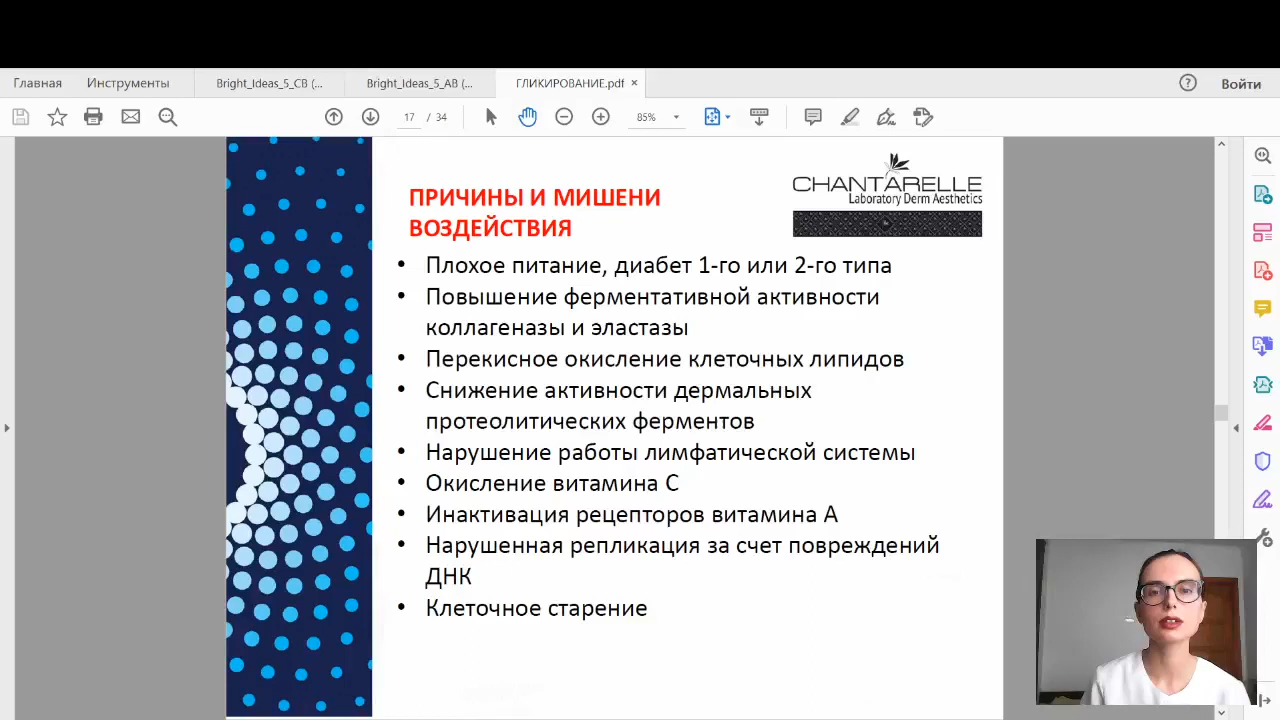 Главная
Инструменты
Bright_Ideas_5_CB (...
Bright_Ideas_5_AB (...
ГЛИКИРОВАНИЕ.pdf ×
Войти
17 / 34
85%
CHANTARELLE
Laboratory Derm Aesthetics
ПРИЧИНЫ И МИШЕНИ
ВОЗДЕЙСТВИЯ
• Плохое питание, диабет 1-го или 2-го типа
• Повышение ферментативной активности
коллагеназы и эластазы
• Перекисное окисление клеточных липидов
• Снижение активности дермальных
протеолитических ферментов
• Нарушение работы лимфатической системы
• Окисление витамина С
• Инактивация рецепторов витамина А
• Нарушенная репликация за счет повреждений
ДНК
• Клеточное старение